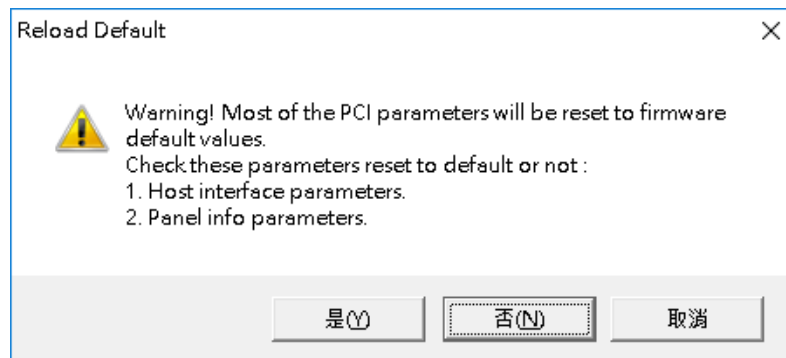 Reload Default
Warning! Most of the PCI parameters will be reset to firmware
default values.
Check these parameters reset to default or not :
1. Host interface parameters.
2. Panel info parameters.
是(Y) 否(N) 取消